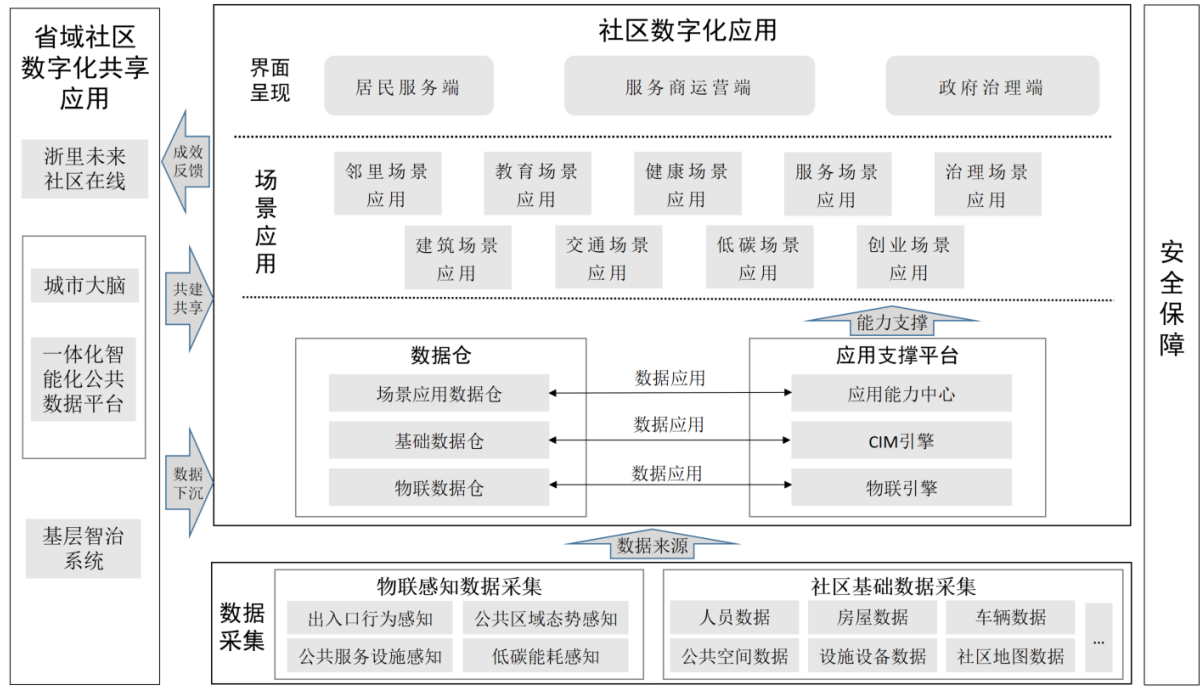 省域社区
数字化共享
应用
浙里未来
社区在线
城市大脑
一体化智
能化公共
数据平台
基层智治
系统
成效
反馈
共建
共享
数据
下沉
社区数字化应用
界面
呈现
居民服务端
服务商运营端
政府治理端
场景应用
邻里场景
应用
教育场景
应用
健康场景
应用
服务场景
应用
治理场景
应用
建筑场景
应用
交通场景
应用
低碳场景
应用
创业场景
应用
能力支撑
数据仓
场景应用数据仓
基础数据仓
物联数据仓
数据应用
数据应用
数据应用
应用支撑平台
应用能力中心
CIM引擎
物联引擎
数据来源
数据
采集
物联感知数据采集
出入口行为感知
公共区域态势感知
公共服务设施感知
低碳能耗感知
社区基础数据采集
人员数据
房屋数据
车辆数据
公共空间数据
设施设备数据
社区地图数据
...
安全保障